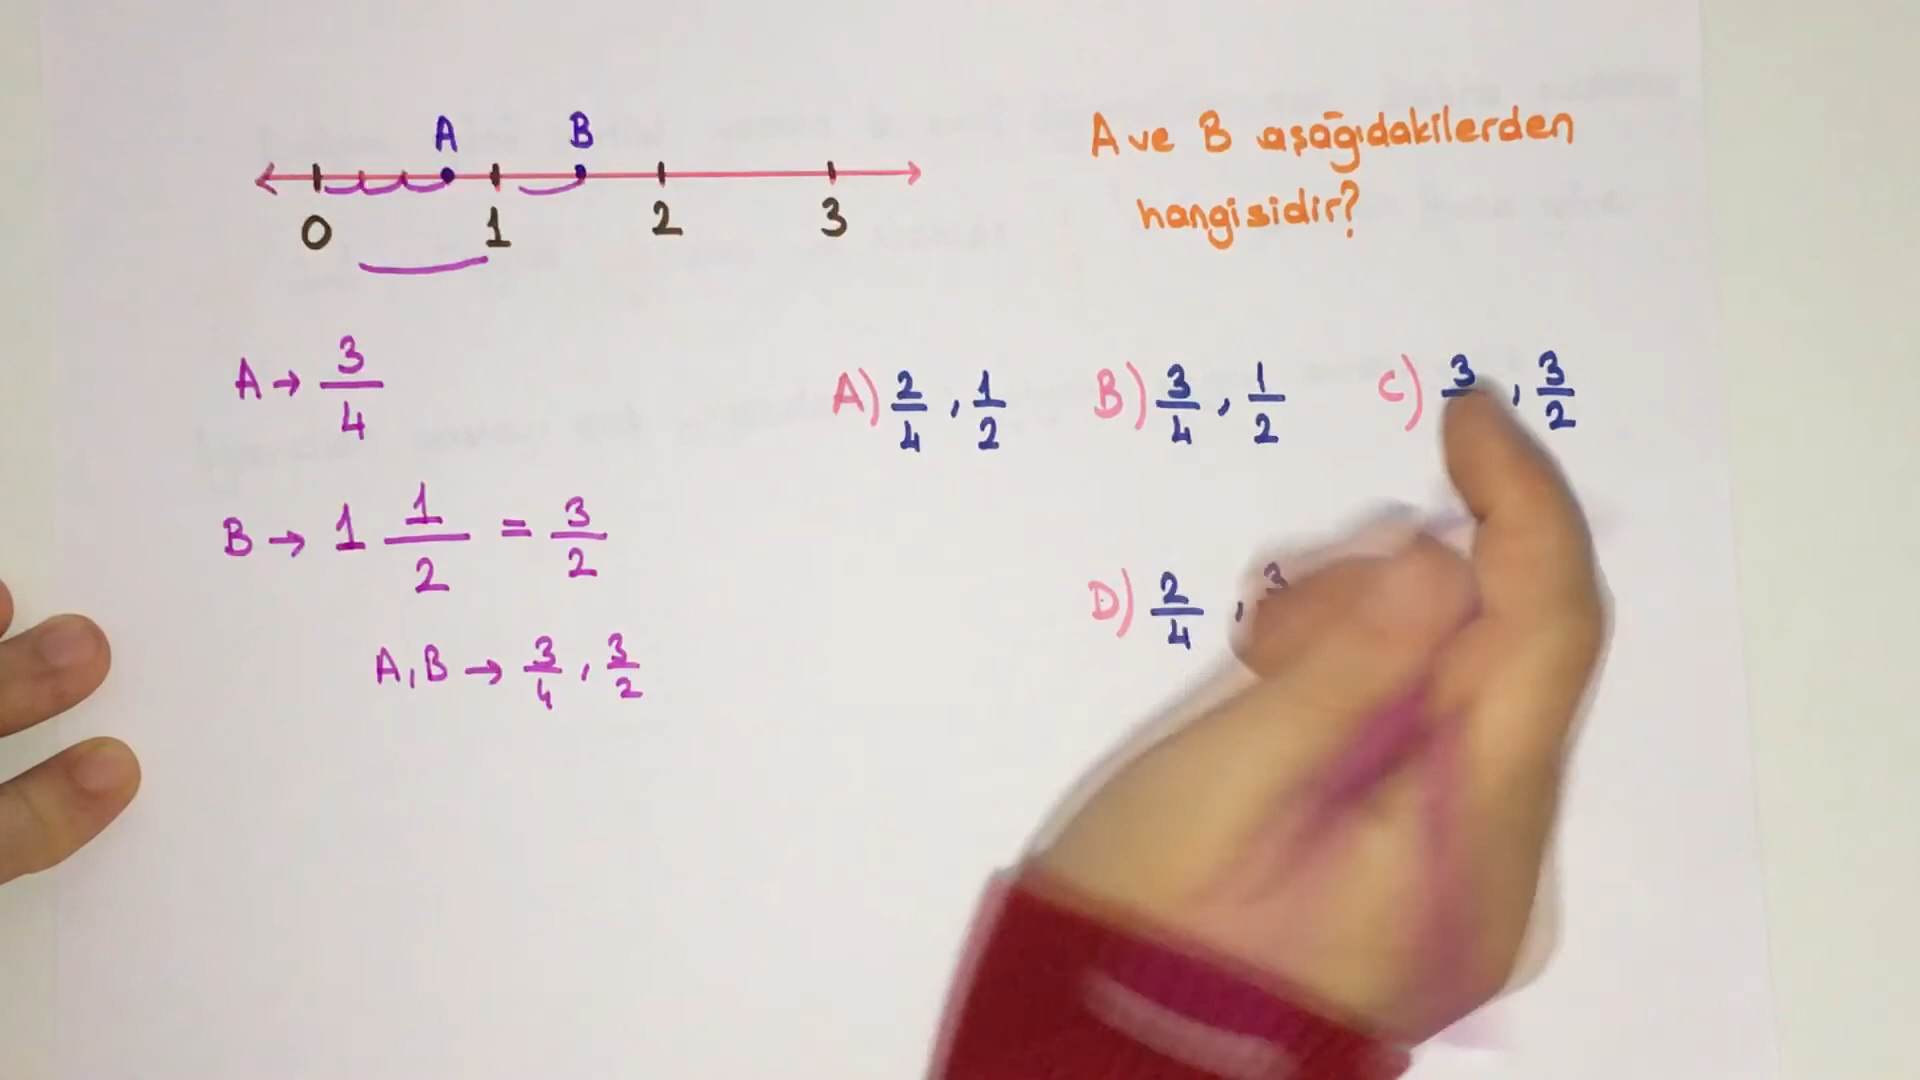 A B
0 1 2 3
A ve B aşağıdakilerden
hangisidir?
A → 3/4
B → 1 1/2 = 3/2
A, B → 3/4, 3/2
A) 2/4, 1/2
B) 3/4, 1/2
C) 3, 3/2
D) 2/4, 3